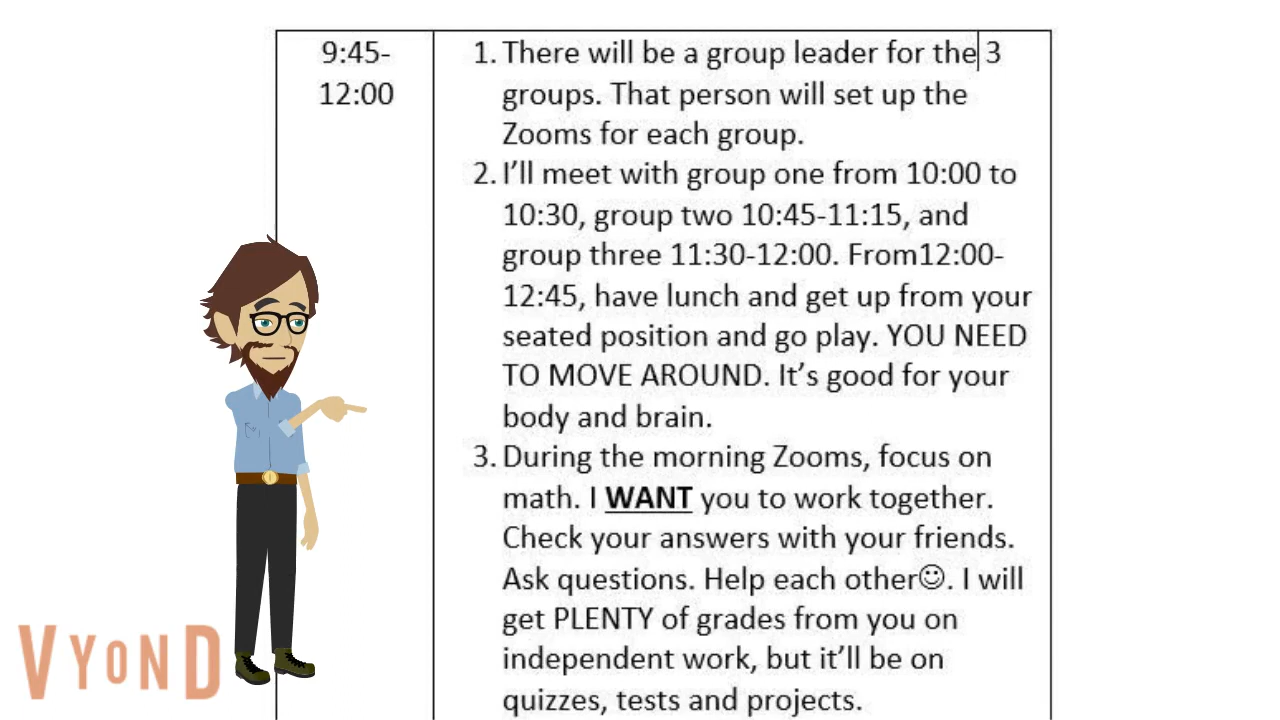 9:45-
12:00
1. There will be a group leader for the 3
groups. That person will set up the
Zooms for each group.
2. I'll meet with group one from 10:00 to
10:30, group two 10:45-11:15, and
group three 11:30-12:00. From12:00-
12:45, have lunch and get up from your
seated position and go play. YOU NEED
TO MOVE AROUND. It's good for your
body and brain.
3. During the morning Zooms, focus on
math. I WANT you to work together.
Check your answers with your friends.
Ask questions. Help each other☺. I will
get PLENTY of grades from you on
independent work, but it'll be on
quizzes, tests and projects.
VYOND